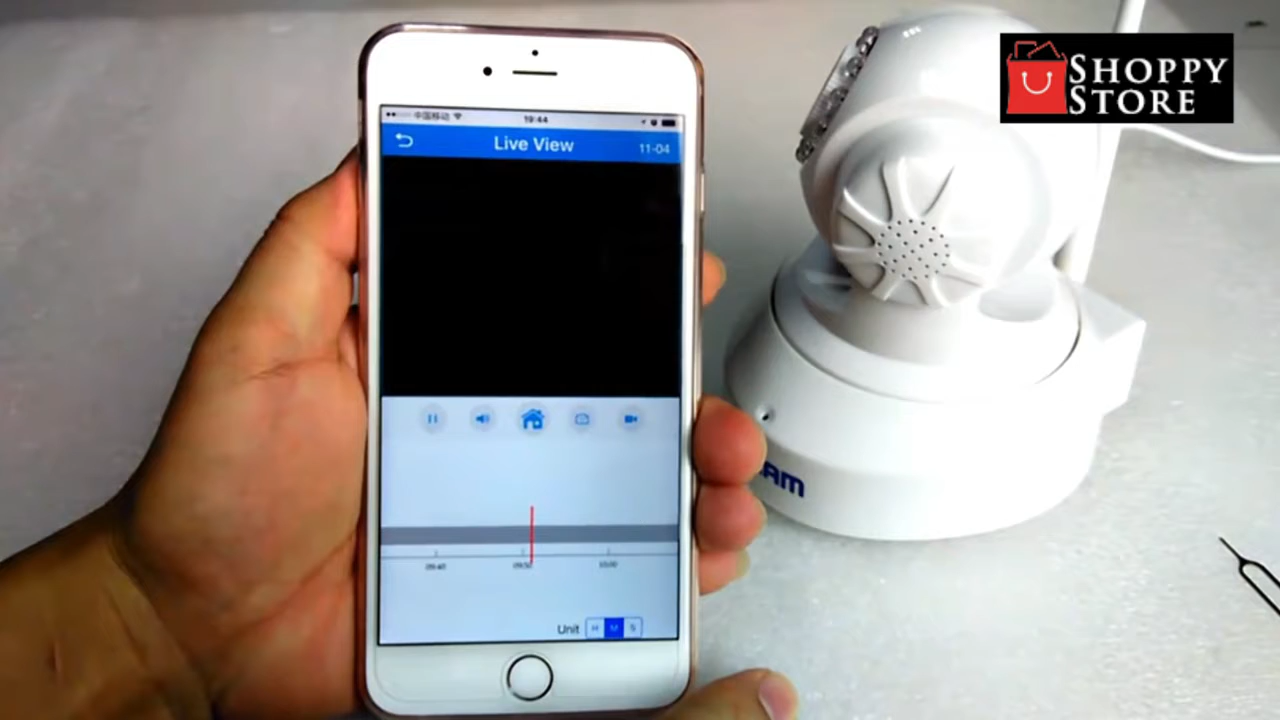 SHOPPY
STORE
中国移动
19:44
Live View
11-04
09:40
09:50
10:00
Unit H M S
AM